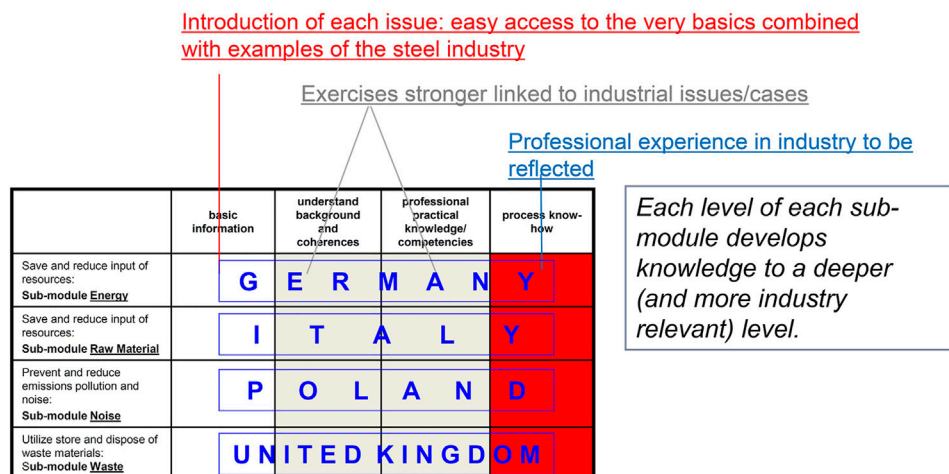 Introduction of each issue: easy access to the very basics combined
with examples of the steel industry
Exercises stronger linked to industrial issues/cases
Professional experience in industry to be
reflected
Each level of each sub-
module develops
knowledge to a deeper
(and more industry
relevant) level.
basic
information
understand
background
and
coherences
professional
practical
knowledge/
competencies
process know-
how
Save and reduce input of
resources:
Sub-module Energy
G E R M A N Y
Save and reduce input of
resources:
Sub-module Raw Material
I T A L Y
Prevent and reduce
emissions pollution and
noise:
Sub-module Noise
P O L A N D
Utilize store and dispose of
waste materials:
Sub-module Waste
UNITED KINGDOM